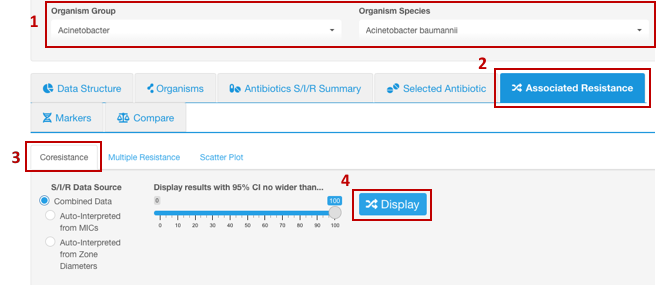 1
Organism Group
Organism Species
Acinetobacter
Acinetobacter baumannii
2
Data Structure
Organisms
Antibiotics S/I/R Summary
Selected Antibiotic
Associated Resistance
Markers
Compare
3
Coresistance
Multiple Resistance
Scatter Plot
4
S/I/R Data Source
Display results with 95% CI no wider than...
Combined Data
0
100
Display
Auto-Interpreted
from MICs
0 10 20 30 40 50 60 70 80 90 100
Auto-Interpreted
from Zone
Diameters